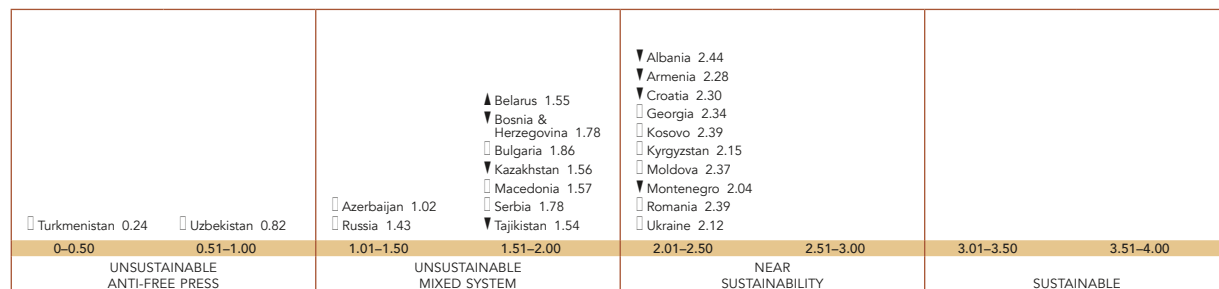 ▼ Albania 2.44
▼ Armenia 2.28
▼ Croatia 2.30
▯ Georgia 2.34
▯ Kosovo 2.39
▯ Kyrgyzstan 2.15
▯ Moldova 2.37
▼ Montenegro 2.04
▯ Romania 2.39
▯ Ukraine 2.12
▲ Belarus 1.55
▼ Bosnia &
Herzegovina 1.78
▯ Bulgaria 1.86
▼ Kazakhstan 1.56
▯ Macedonia 1.57
▯ Serbia 1.78
▼ Tajikistan 1.54
▯ Azerbaijan 1.02
▯ Russia 1.43
▯ Turkmenistan 0.24
▯ Uzbekistan 0.82
0–0.50 0.51–1.00 1.01–1.50 1.51–2.00 2.01–2.50 2.51–3.00 3.01–3.50 3.51–4.00
UNSUSTAINABLE
ANTI-FREE PRESS
UNSUSTAINABLE
MIXED SYSTEM
NEAR
SUSTAINABILITY
SUSTAINABLE